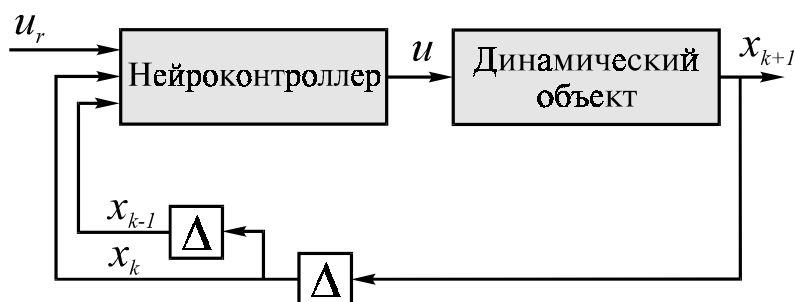 u_r
Нейроконтроллер
u
Динамический
объект
x_{k+1}
x_{k-1}
Δ
x_k
Δ